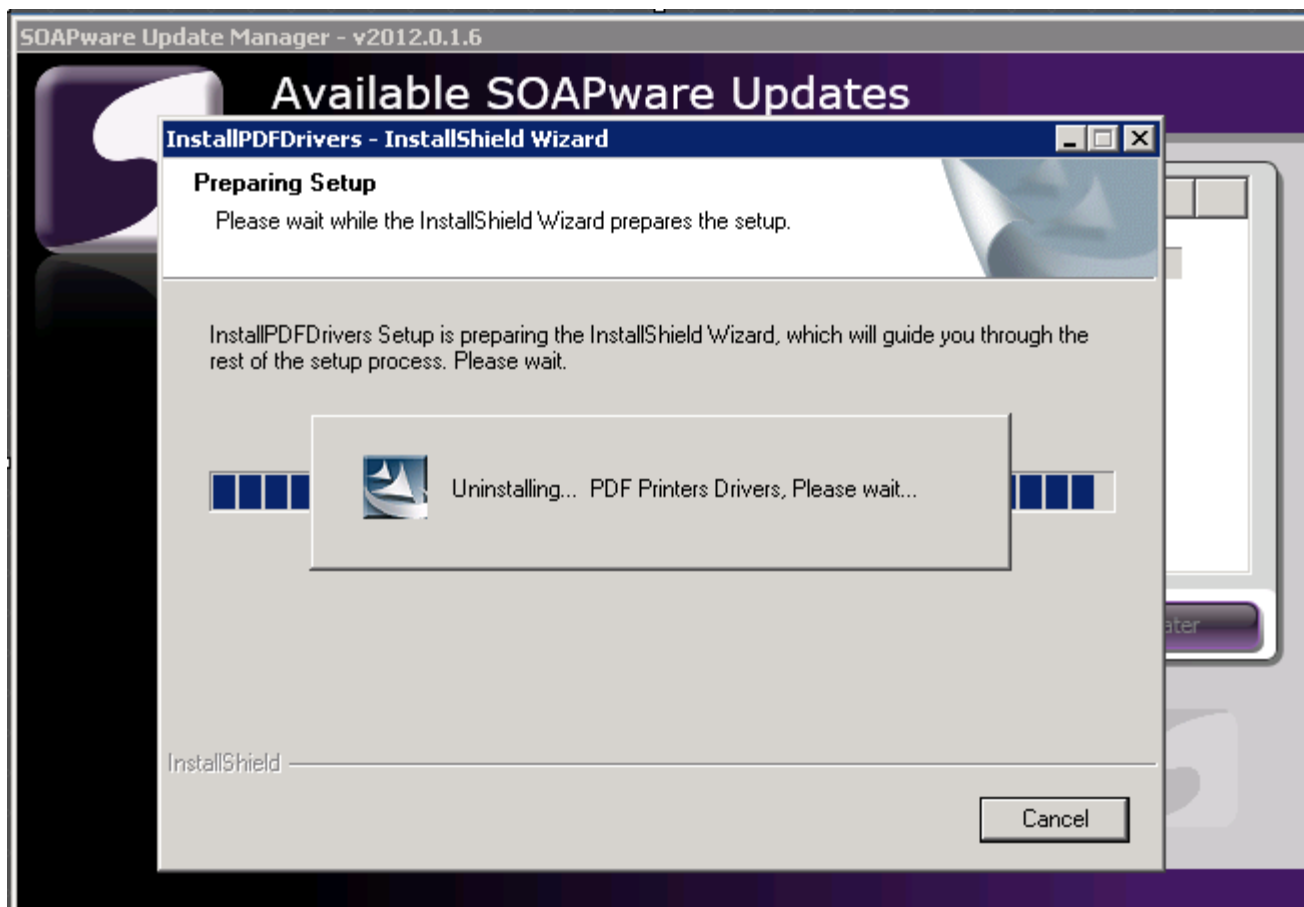 SOAPware Update Manager - v2012.0.1.6
Available SOAPware Updates
InstallPDFDrivers - InstallShield Wizard
Preparing Setup
Please wait while the InstallShield Wizard prepares the setup.
InstallPDFDrivers Setup is preparing the InstallShield Wizard, which will guide you through the
rest of the setup process. Please wait.
Uninstalling... PDF Printers Drivers, Please wait...
InstallShield
Cancel